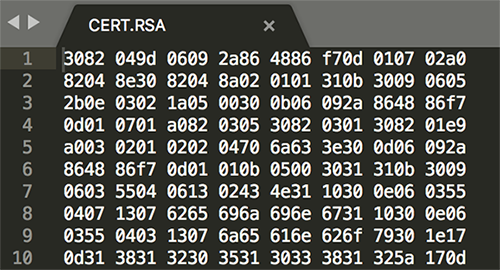 CERT.RSA ×
1 3082 049d 0609 2a86 4886 f70d 0107 02a0
2 8204 8e30 8204 8a02 0101 310b 3009 0605
3 2b0e 0302 1a05 0030 0b06 092a 8648 86f7
4 0d01 0701 a082 0305 3082 0301 3082 01e9
5 a003 0201 0202 0470 6a63 3e30 0d06 092a
6 8648 86f7 0d01 010b 0500 3031 310b 3009
7 0603 5504 0613 0243 4e31 1030 0e06 0355
8 0407 1307 6265 696a 696e 6731 1030 0e06
9 0355 0403 1307 6a65 616e 626f 7930 1e17
10 0d31 3831 3230 3531 3033 3831 325a 170d